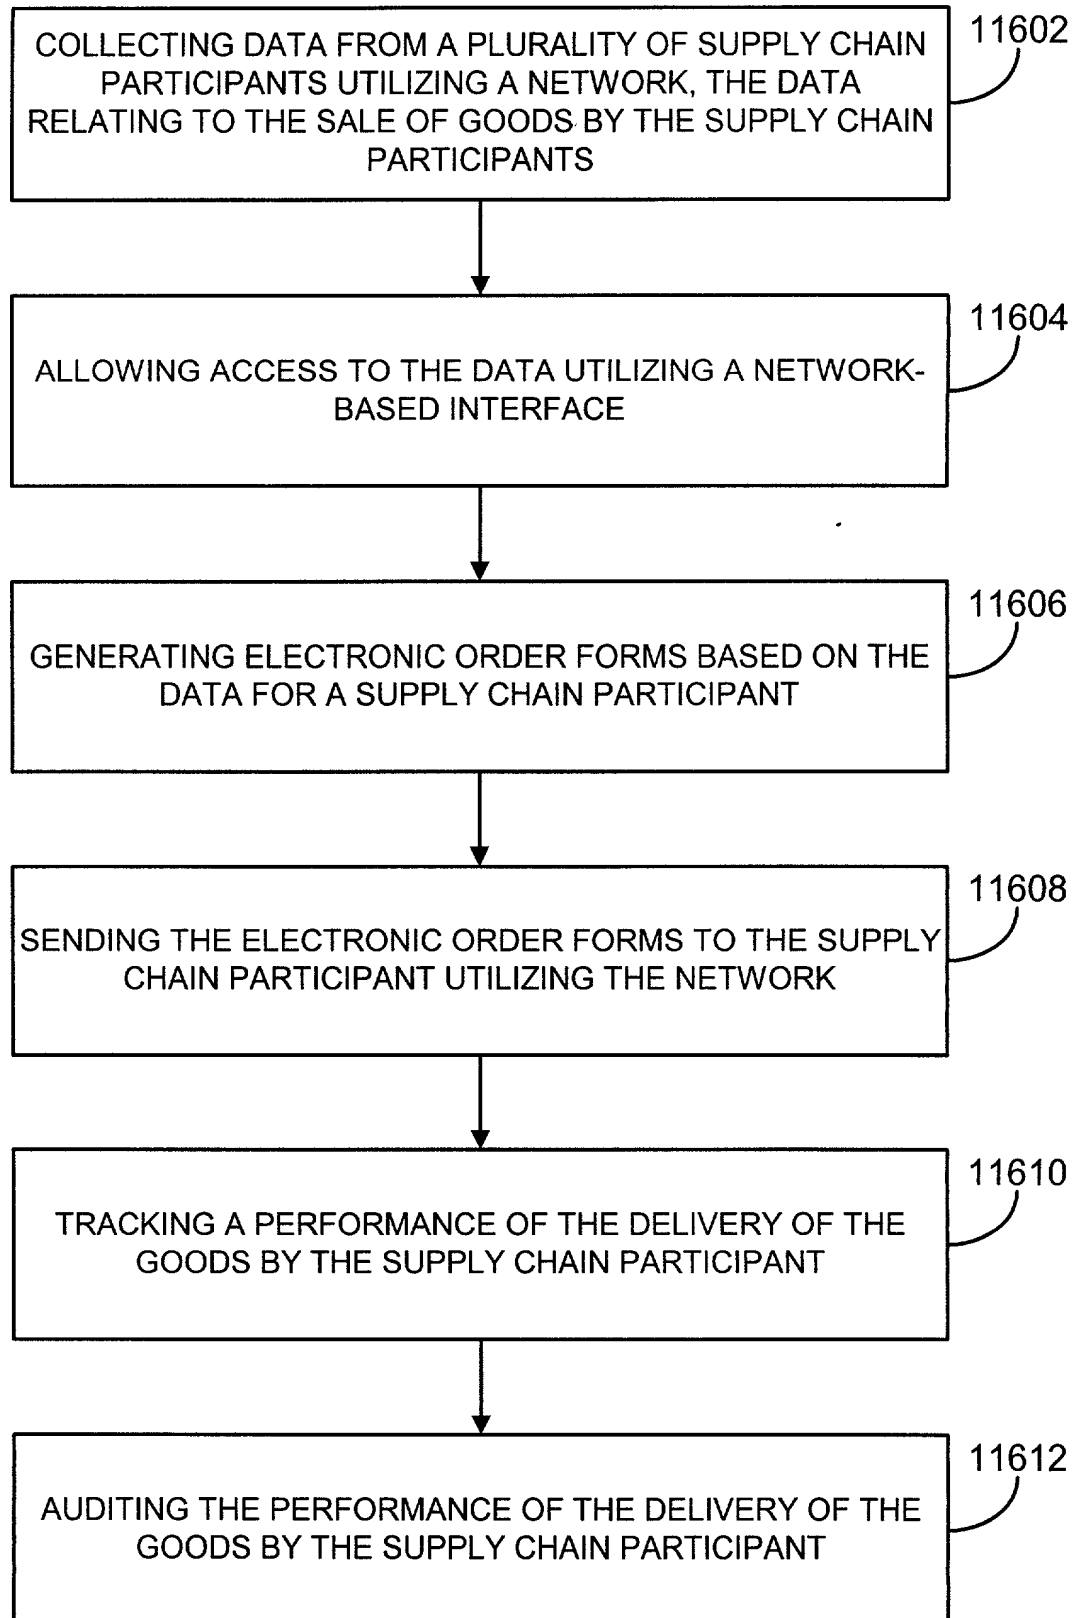 COLLECTING DATA FROM A PLURALITY OF SUPPLY CHAIN
PARTICIPANTS UTILIZING A NETWORK, THE DATA
RELATING TO THE SALE OF GOODS BY THE SUPPLY CHAIN
PARTICIPANTS
11602
ALLOWING ACCESS TO THE DATA UTILIZING A NETWORK-
BASED INTERFACE
11604
GENERATING ELECTRONIC ORDER FORMS BASED ON THE
DATA FOR A SUPPLY CHAIN PARTICIPANT
11606
SENDING THE ELECTRONIC ORDER FORMS TO THE SUPPLY
CHAIN PARTICIPANT UTILIZING THE NETWORK
11608
TRACKING A PERFORMANCE OF THE DELIVERY OF THE
GOODS BY THE SUPPLY CHAIN PARTICIPANT
11610
AUDITING THE PERFORMANCE OF THE DELIVERY OF THE
GOODS BY THE SUPPLY CHAIN PARTICIPANT
11612